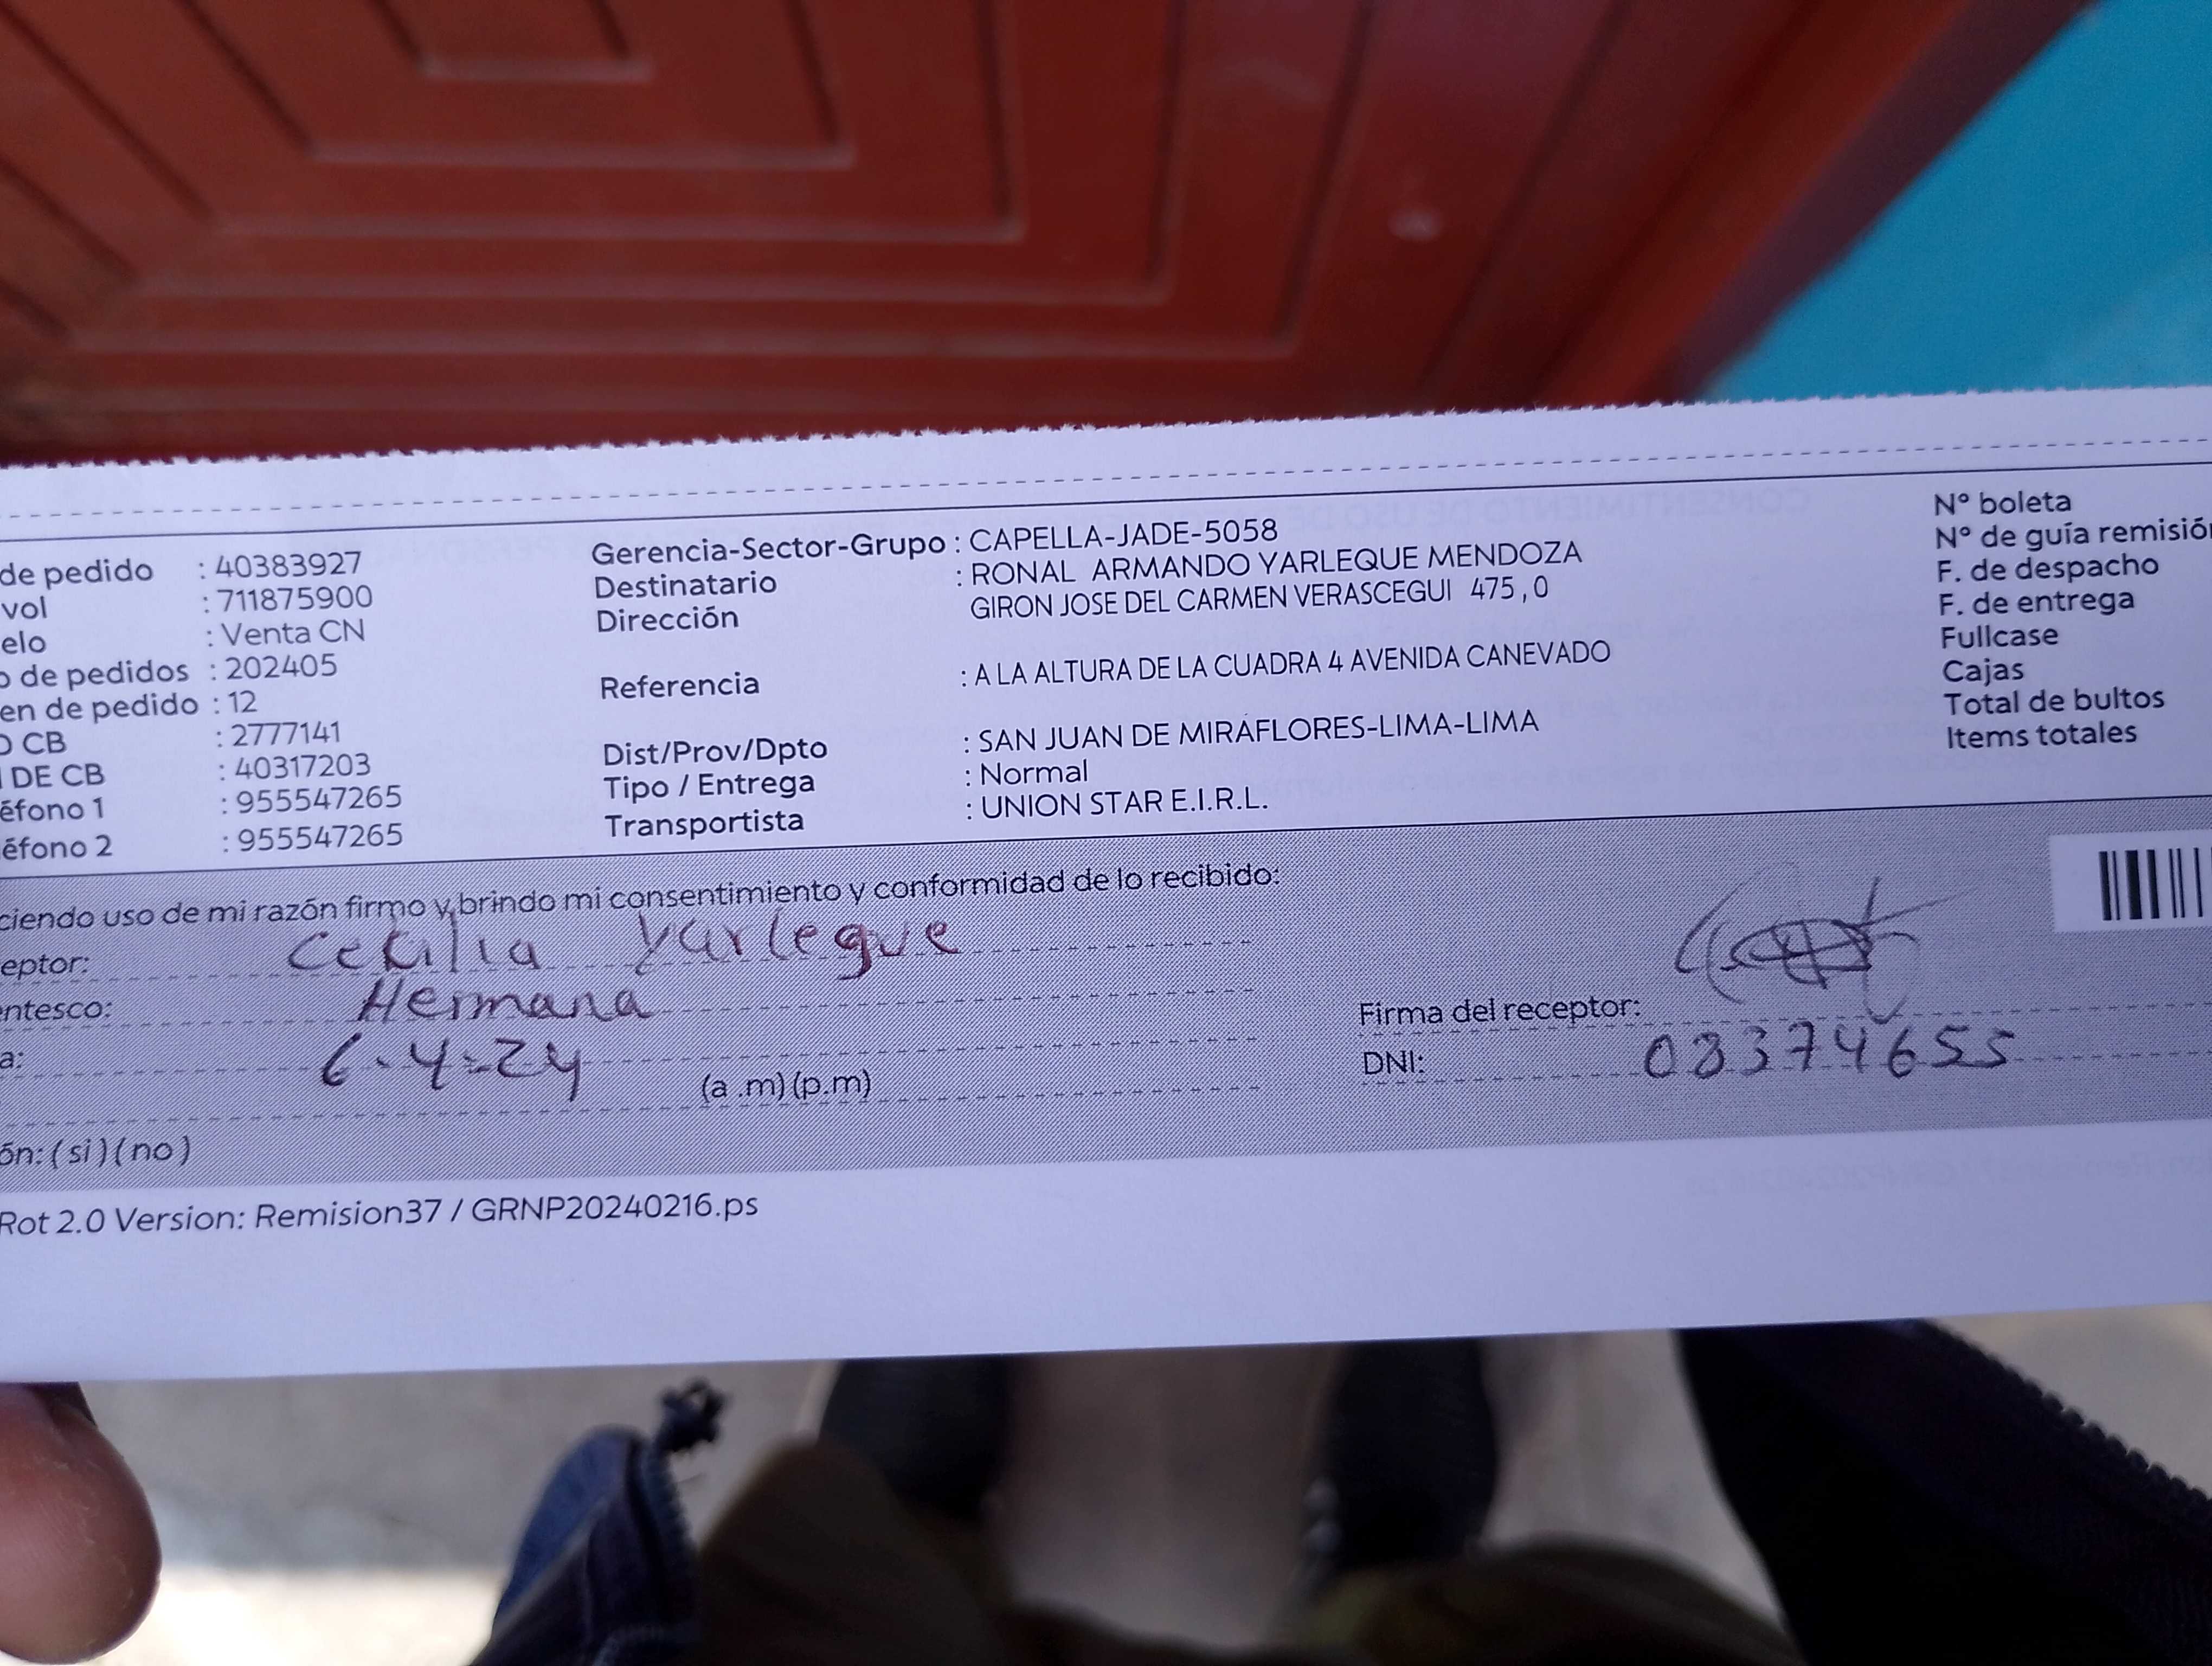 de pedido : 40383927
vol : 711875900
elo : Venta CN
o de pedidos : 202405
en de pedido : 12
O CB : 2777141
I DE CB : 40317203
éfono 1 : 955547265
éfono 2 : 955547265
Gerencia-Sector-Grupo : CAPELLA-JADE-5058
Destinatario : RONAL ARMANDO YARLEQUE MENDOZA
Dirección GIRON JOSE DEL CARMEN VERASCEGUI 475 , 0
Referencia : A LA ALTURA DE LA CUADRA 4 AVENIDA CANEVADO
Dist/Prov/Dpto : SAN JUAN DE MIRAFLORES-LIMA-LIMA
Tipo / Entrega : Normal
Transportista : UNION STAR E.I.R.L.
N° boleta
N° de guía remisión
F. de despacho
F. de entrega
Fullcase
Cajas
Total de bultos
Items totales
ciendo uso de mi razón firmo y brindo mi consentimiento y conformidad de lo recibido:
eptor: Cecilia Yarleque
entesco: Hermana
a: 6-4-24 (a .m) (p.m)
Firma del receptor:
DNI: 08374655
ón: ( si ) ( no )
Rot 2.0 Version: Remision37 / GRNP20240216.ps